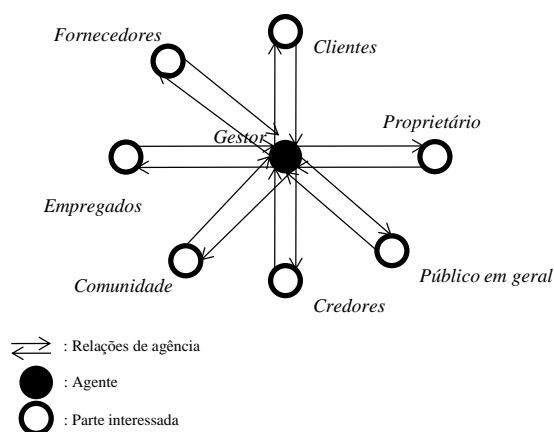 Fornecedores
Clientes
Gestor
Proprietário
Empregados
Comunidade
Público em geral
Credores
: Relações de agência
: Agente
: Parte interessada